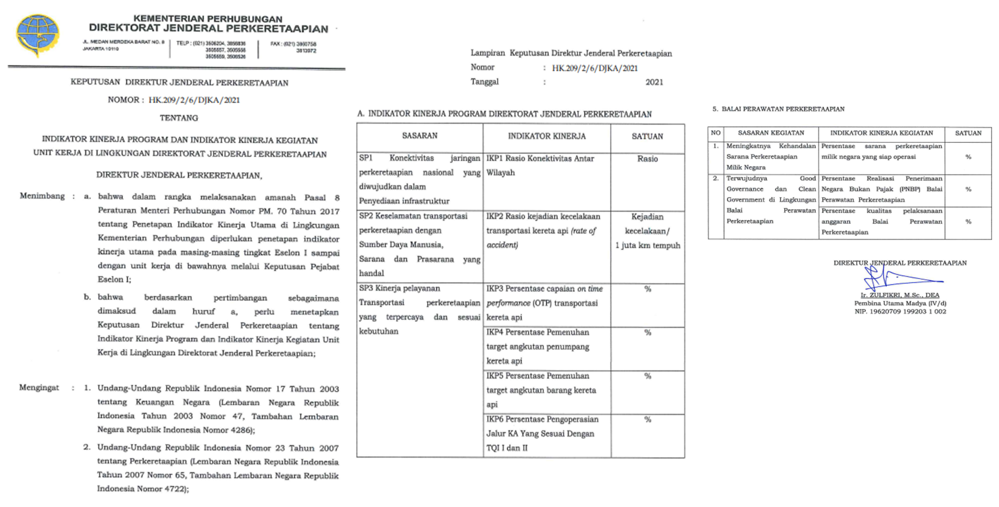 KEMENTERIAN PERHUBUNGAN
DIREKTORAT JENDERAL PERKERETAAPIAN
JL. MEDAN MERDEKA BARAT NO. 8
JAKARTA 10110
TELP : (021) 3506204, 3856836
3505557, 3505556
3505559, 3506526
FAX : (021) 3860758
3813972
KEPUTUSAN DIREKTUR JENDERAL PERKERETAAPIAN
NOMOR : HK.209/2/6/DJKA/2021
TENTANG
INDIKATOR KINERJA PROGRAM DAN INDIKATOR KINERJA KEGIATAN
UNIT KERJA DI LINGKUNGAN DIREKTORAT JENDERAL PERKERETAAPIAN
DIREKTUR JENDERAL PERKERETAAPIAN,
Menimbang : a. bahwa dalam rangka melaksanakan amanah Pasal 8
Peraturan Menteri Perhubungan Nomor PM. 70 Tahun 2017
tentang Penetapan Indikator Kinerja Utama di Lingkungan
Kementerian Perhubungan diperlukan penetapan indikator
kinerja utama pada masing-masing tingkat Eselon I sampai
dengan unit kerja di bawahnya melalui Keputusan Pejabat
Eselon I;
b. bahwa berdasarkan pertimbangan sebagaimana
dimaksud dalam huruf a, perlu menetapkan
Keputusan Direktur Jenderal Perkeretaapian tentang
Indikator Kinerja Program dan Indikator Kinerja Kegiatan Unit
Kerja di Lingkungan Direktorat Jenderal Perkeretaapian;
Mengingat : 1. Undang-Undang Republik Indonesia Nomor 17 Tahun 2003
tentang Keuangan Negara (Lembaran Negara Republik
Indonesia Tahun 2003 Nomor 47, Tambahan Lembaran
Negara Republik Indonesia Nomor 4286);
2. Undang-Undang Republik Indonesia Nomor 23 Tahun 2007
tentang Perkeretaapian (Lembaran Negara Republik Indonesia
Tahun 2007 Nomor 65, Tambahan Lembaran Negara Republik
Indonesia Nomor 4722);
Lampiran Keputusan Direktur Jenderal Perkeretaapian
Nomor : HK.209/2/6/DJKA/2021
Tanggal : 2021
A. INDIKATOR KINERJA PROGRAM DIREKTORAT JENDERAL PERKERETAAPIAN
SASARAN
INDIKATOR KINERJA
SATUAN
SP1 Konektivitas jaringan
perkeretaapian nasional yang
diwujudkan dalam
Penyediaan infrastruktur
IKP1 Rasio Konektivitas Antar
Wilayah
Rasio
SP2 Keselamatan transportasi
perkeretaapian dengan
Sumber Daya Manusia,
Sarana dan Prasarana yang
handal
IKP2 Rasio kejadian kecelakaan
transportasi kereta api (rate of
accident)
Kejadian
kecelakaan/
1 juta km tempuh
SP3 Kinerja pelayanan
Transportasi perkeretaapian
yang terpercaya dan sesuai
kebutuhan
IKP3 Persentase capaian on time
performance (OTP) transportasi
kereta api
%
IKP4 Persentase Pemenuhan
target angkutan penumpang
kereta api
%
IKP5 Persentase Pemenuhan
target angkutan barang kereta
api
%
IKP6 Persentase Pengoperasian
Jalur KA Yang Sesuai Dengan
TQI I dan II
%
5. BALAI PERAWATAN PERKERETAAPIAN
NO
SASARAN KEGIATAN
INDIKATOR KINERJA KEGIATAN
SATUAN
1.
Meningkatnya Kehandalan
Sarana Perkeretaapian
Milik Negara
Persentase sarana perkeretaapian
milik negara yang siap operasi
%
2.
Terwujudnya Good
Governance dan Clean
Government di Lingkungan
Balai Perawatan
Perkeretaapian
Persentase Realisasi Penerimaan
Negara Bukan Pajak (PNBP) Balai
Perawatan Perkeretaapian
%
Persentase kualitas pelaksanaan
anggaran Balai Perawatan
Perkeretaapian
%
DIREKTUR JENDERAL PERKERETAAPIAN
Ir. ZULFIKRI, M.Sc., DEA
Pembina Utama Madya (IV/d)
NIP. 19620709 199203 1 002